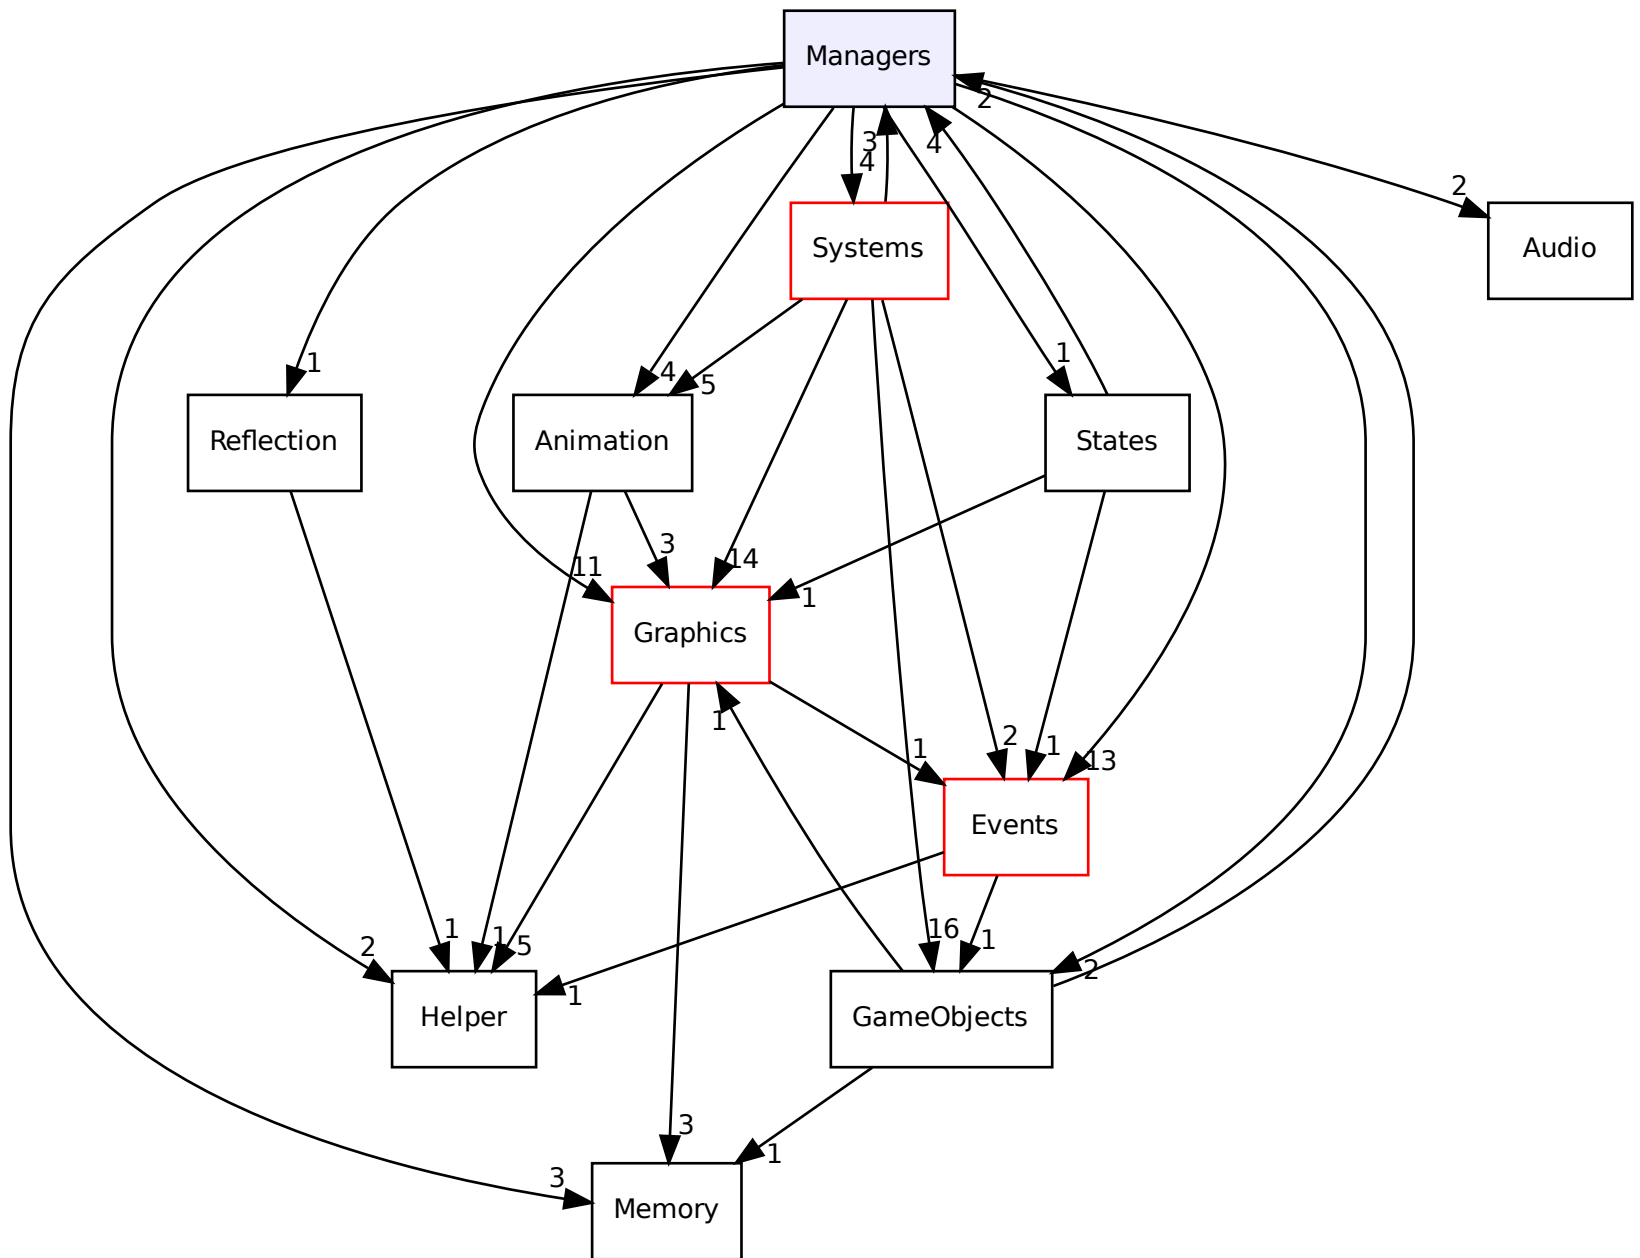 Managers
2
3
4
4
2
Systems
Audio
1
1
4
5
Reflection
Animation
States
3
11
14
1
Graphics
1
1
2
1
13
Events
2
1
1
5
16
1
2
1
Helper
GameObjects
3
1
3
Memory